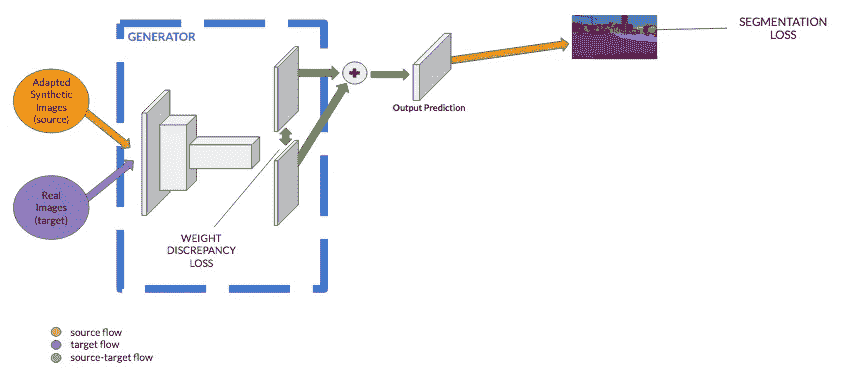 GENERATOR
SEGMENTATION
LOSS
Adapted
Synthetic
Images
(source)
Output Prediction
Real
Images
(target)
WEIGHT
DISCREPANCY
LOSS
source flow
target flow
source-target flow